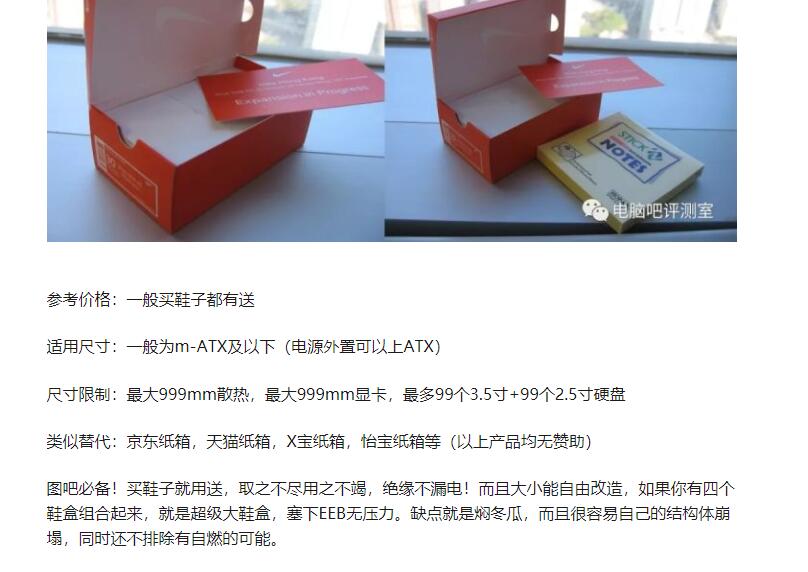 Expansion in Progress
Expansion in Progress
STICK
NOTES
电脑吧评测室
参考价格：一般买鞋子都有送
适用尺寸：一般为m-ATX及以下（电源外置可以上ATX）
尺寸限制：最大999mm散热，最大999mm显卡，最多99个3.5寸+99个2.5寸硬盘
类似替代：京东纸箱，天猫纸箱，X宝纸箱，怡宝纸箱等（以上产品均无赞助）
图吧必备！买鞋子就用送，取之不尽用之不竭，绝缘不漏电！而且大小能自由改造，如果你有四个
鞋盒组合起来，就是超级大鞋盒，塞下EEB无压力。缺点就是焖冬瓜，而且很容易自己的结构体崩
塌，同时还不排除有自燃的可能。